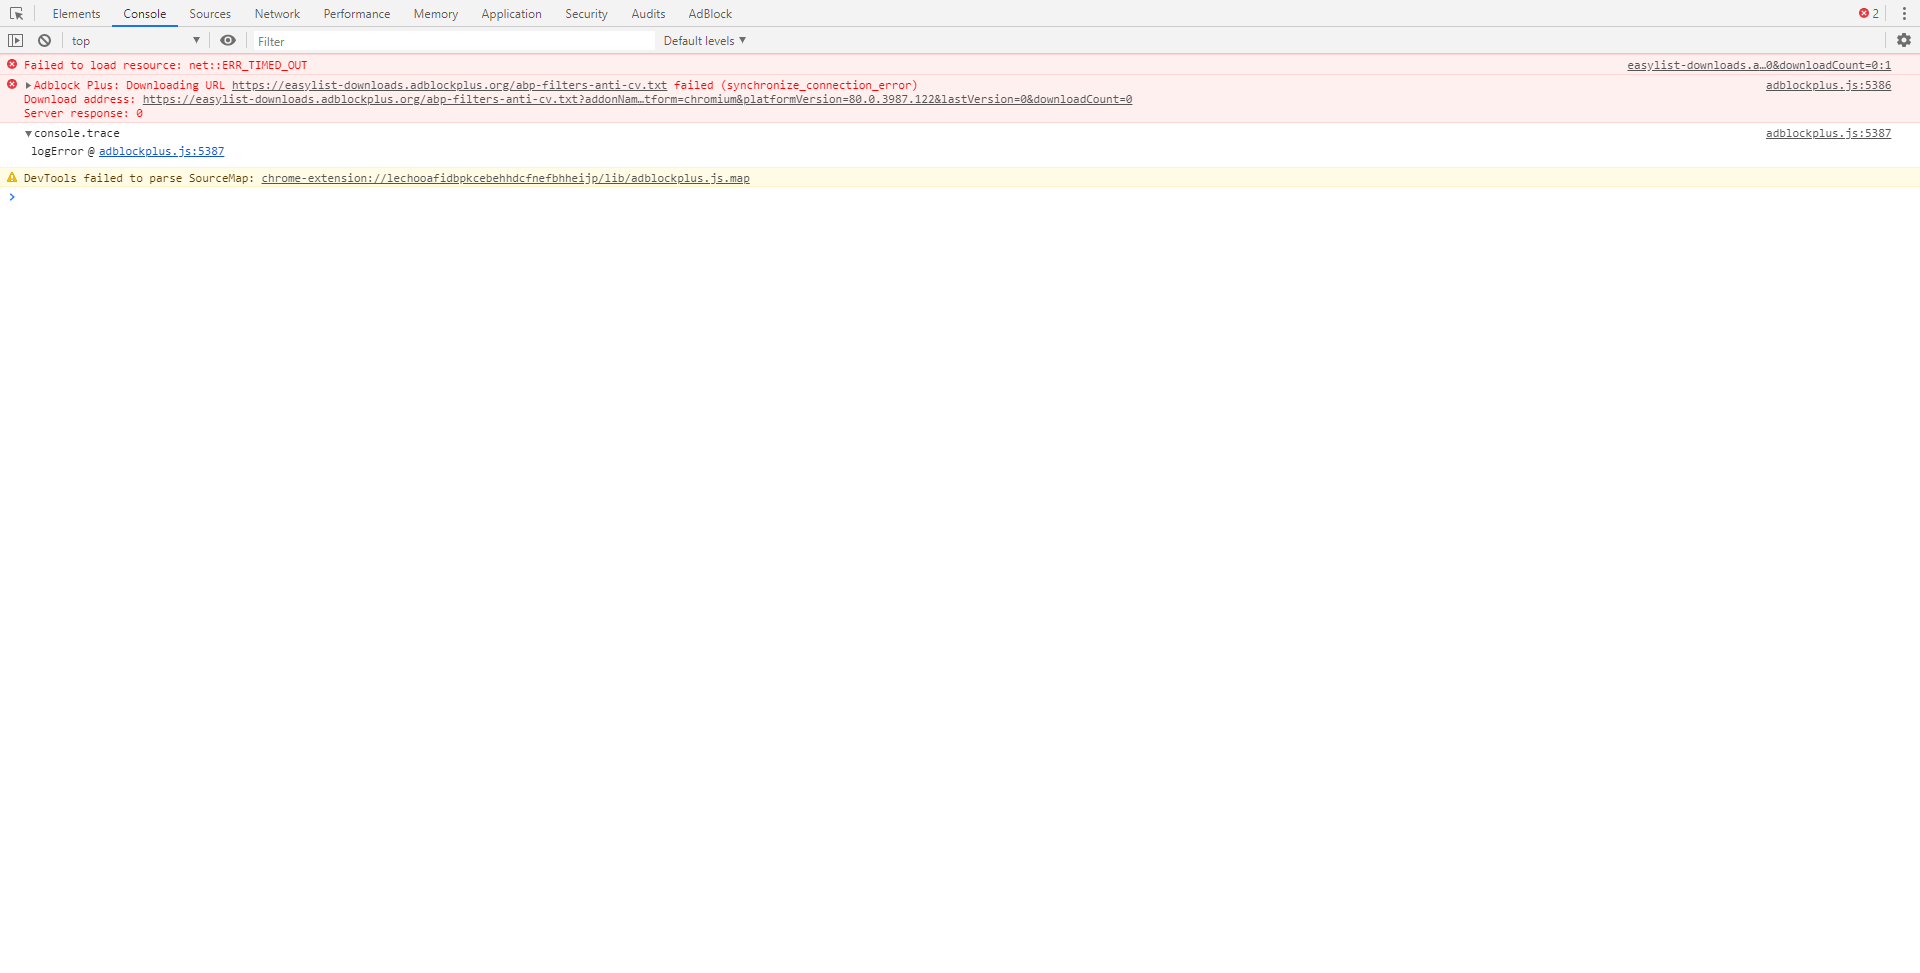 Elements Console Sources Network Performance Memory Application Security Audits AdBlock 2
top Filter Default levels
Failed to load resource: net::ERR_TIMED_OUT easylist-downloads.a…0&downloadCount=0:1
Adblock Plus: Downloading URL https://easylist-downloads.adblockplus.org/abp-filters-anti-cv.txt failed (synchronize_connection_error) adblockplus.js:5386
Download address: https://easylist-downloads.adblockplus.org/abp-filters-anti-cv.txt?addonNam…tform=chromium&platformVersion=80.0.3987.122&lastVersion=0&downloadCount=0
Server response: 0
console.trace adblockplus.js:5387
logError @ adblockplus.js:5387
DevTools failed to parse SourceMap: chrome-extension://lechooafidbpkcebehhdcfnefbhheijp/lib/adblockplus.js.map